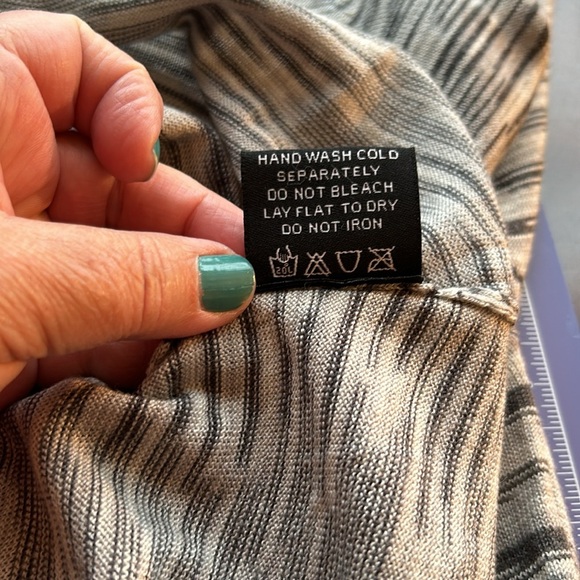 HAND WASH COLD
SEPARATELY
DO NOT BLEACH
LAY FLAT TO DRY
DO NOT IRON